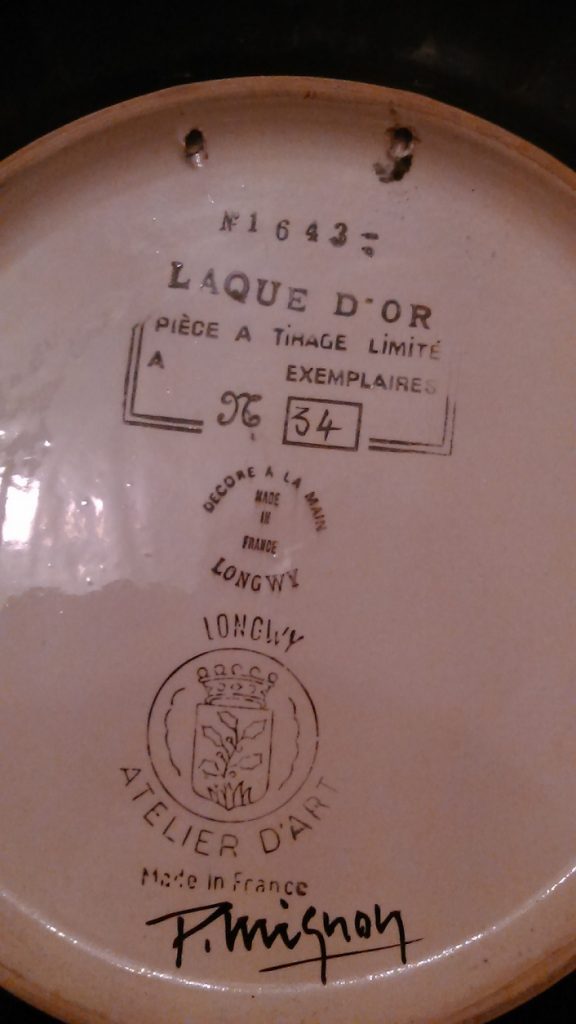 Nº 1643
LAQUE D'OR
PIÈCE A TIRAGE LIMITÉ
A EXEMPLAIRES
N 34
DECORE A LA MAIN
MADE
IN
FRANCE
LONGWY
LONGWY
ATELIER D'ART
Made in France
P. Mignon